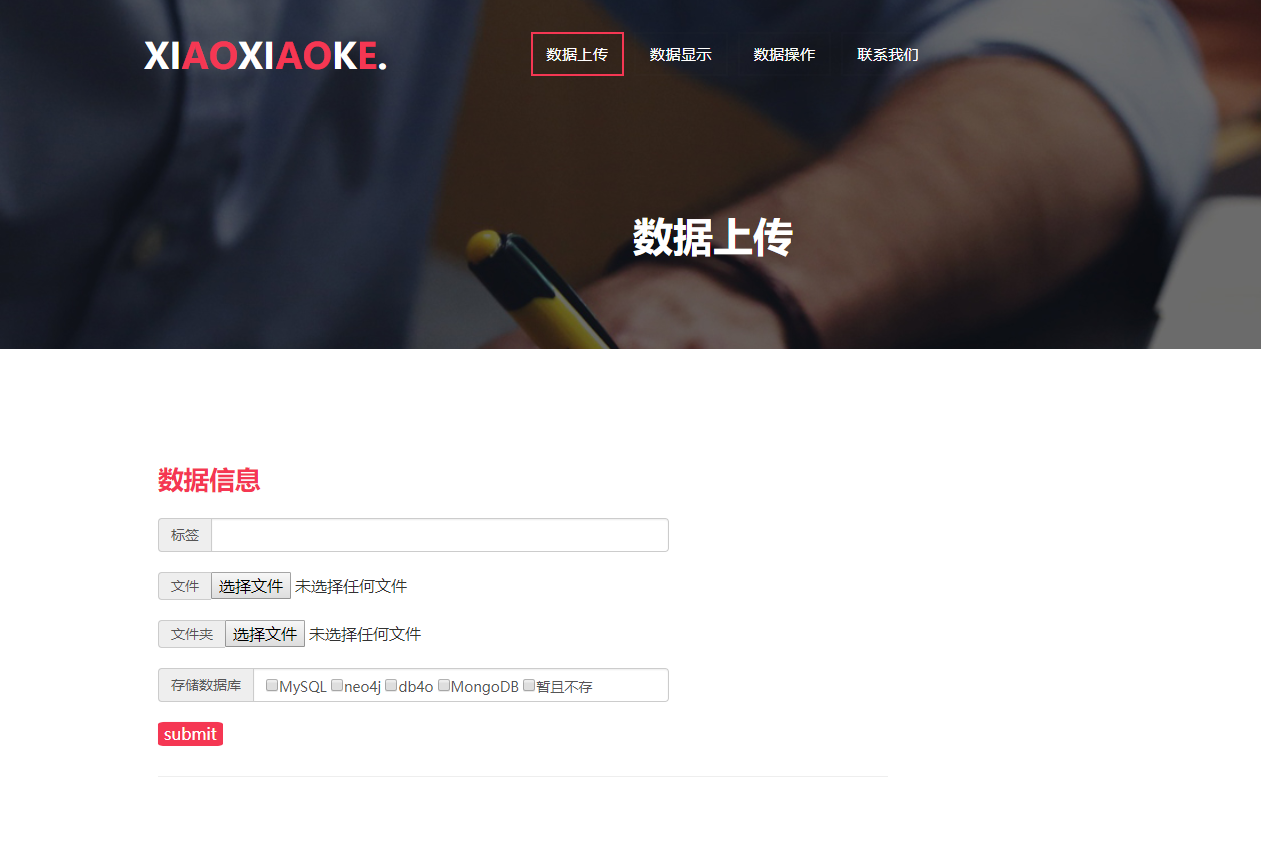 XIAOXIAOKE.
数据上传 数据显示 数据操作 联系我们
数据上传
数据信息
标签
文件 选择文件 未选择任何文件
文件夹 选择文件 未选择任何文件
存储数据库 MySQL neo4j db4o MongoDB 暂且不存
submit